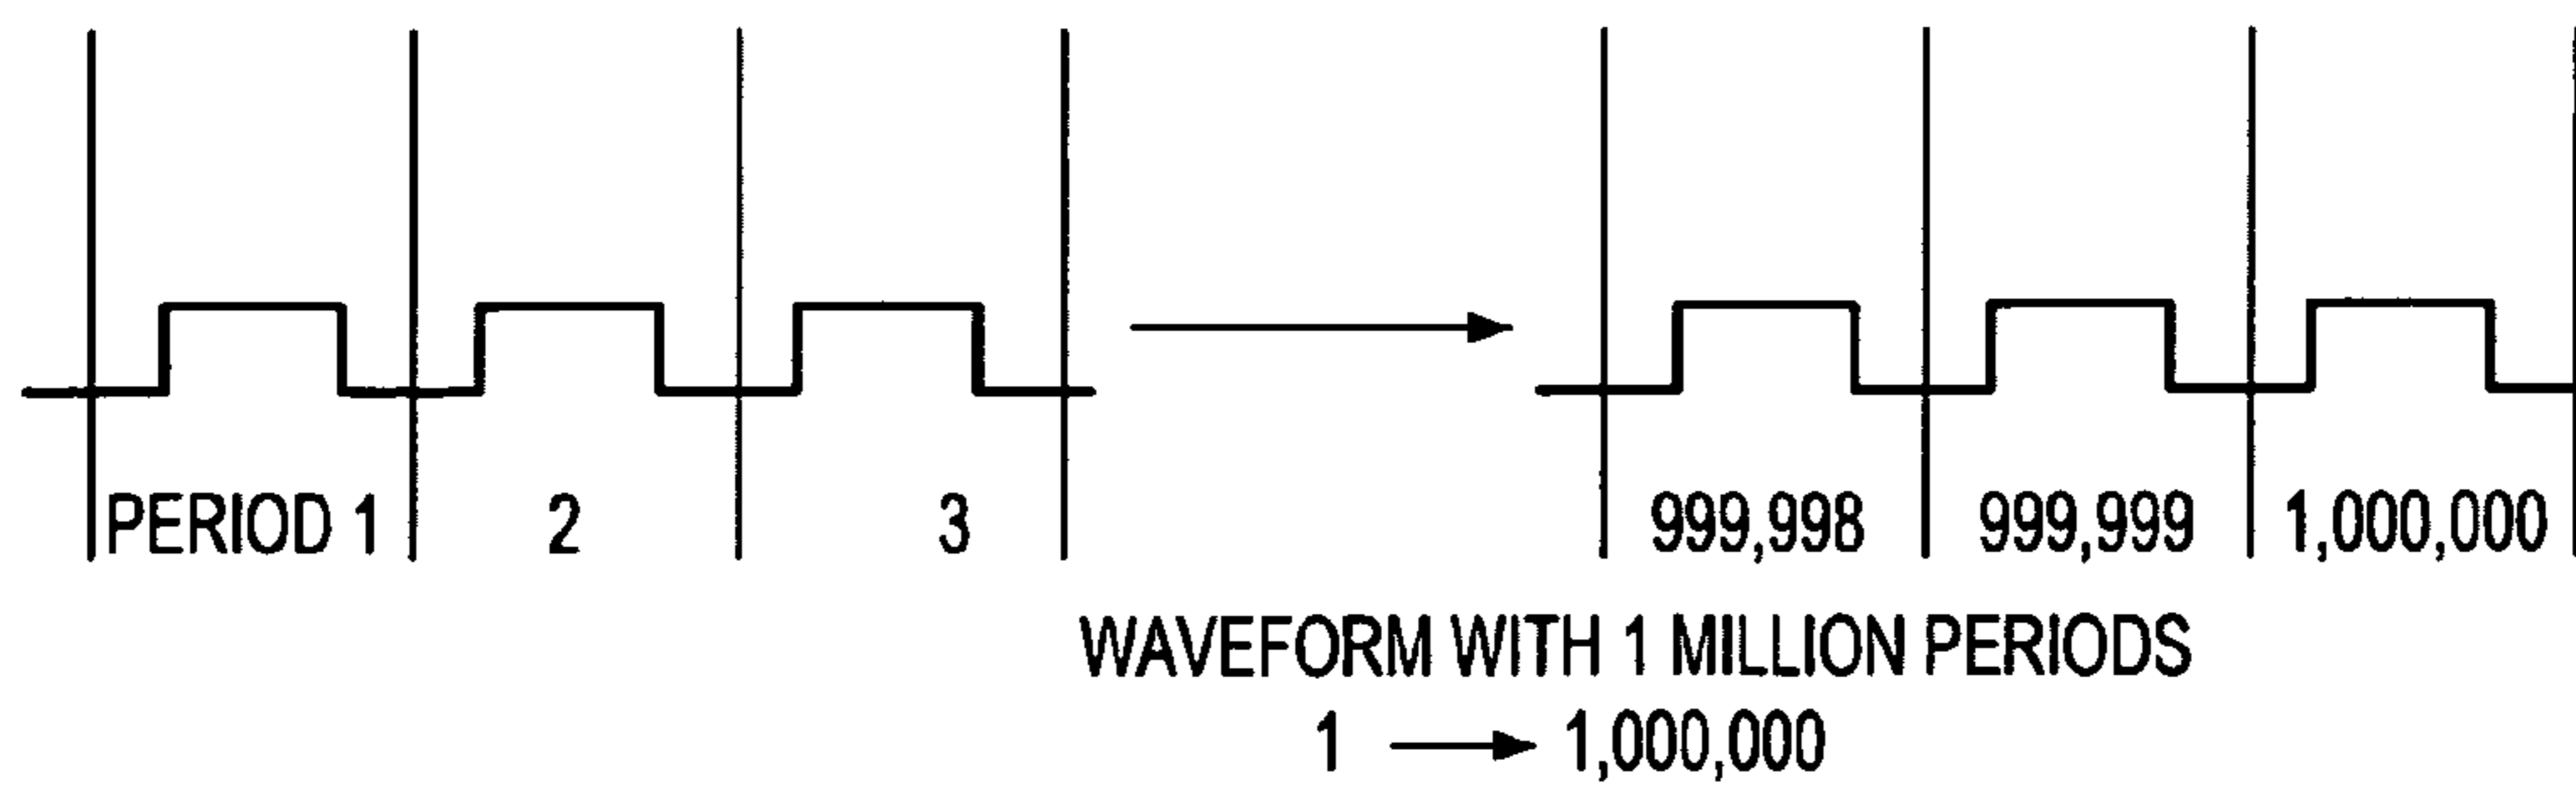 PERIOD 1 2 3 999,998 999,999 1,000,000
WAVEFORM WITH 1 MILLION PERIODS
1 → 1,000,000